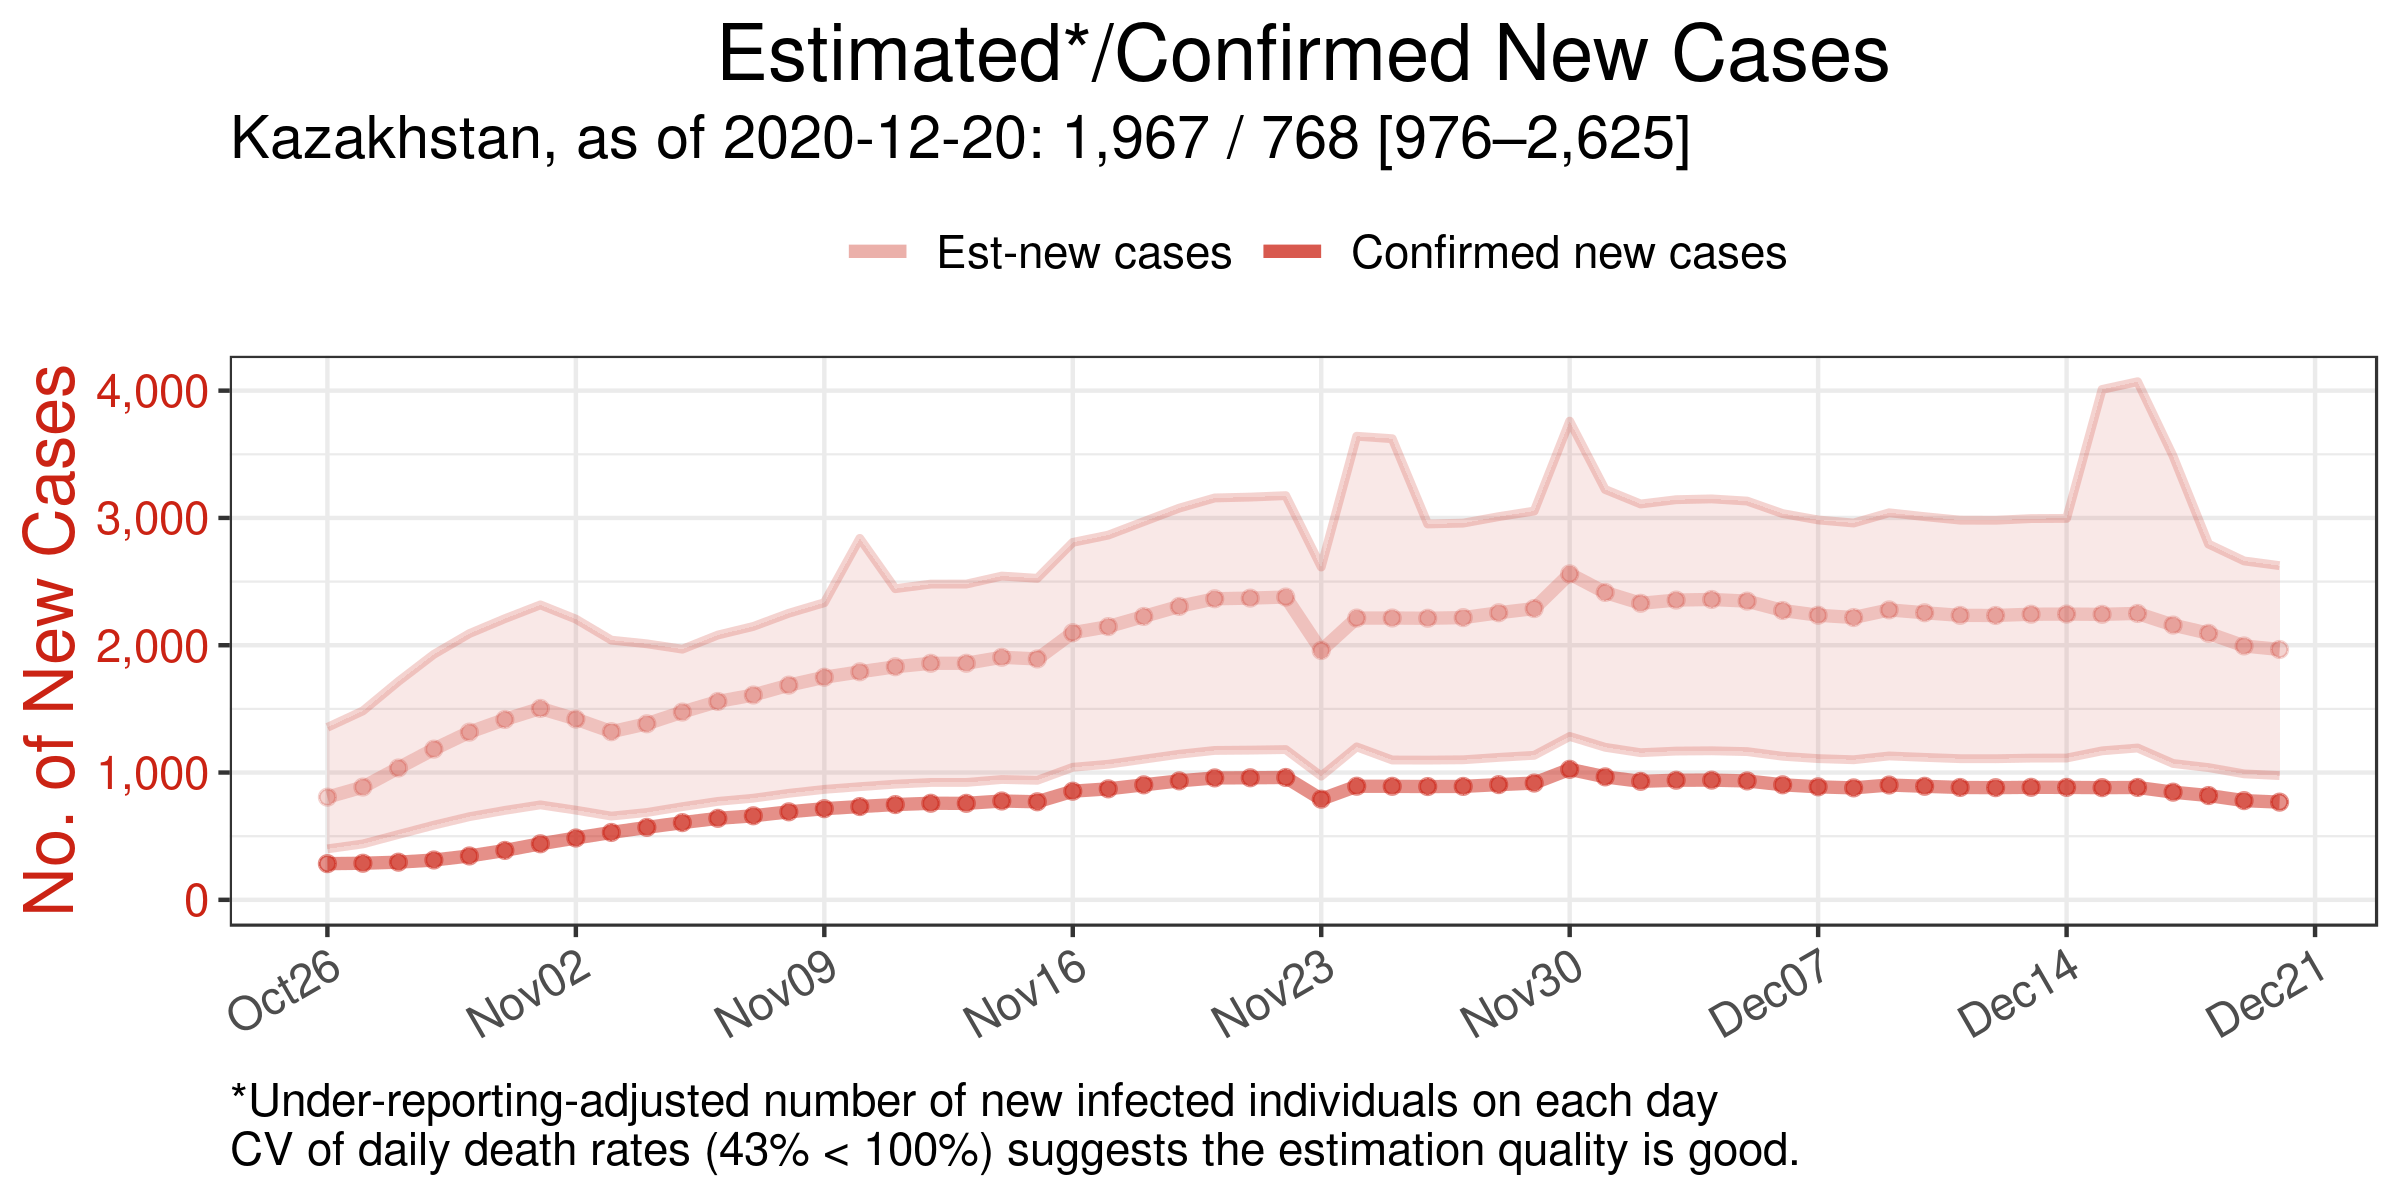 Estimated*/Confirmed New Cases
Kazakhstan, as of 2020-12-20: 1,967 / 768 [976–2,625]
Est-new cases
Confirmed new cases
No. of New Cases
4,000
3,000
2,000
1,000
0
Oct26
Nov02
Nov09
Nov16
Nov23
Nov30
Dec07
Dec14
Dec21
*Under-reporting-adjusted number of new infected individuals on each day
CV of daily death rates (43% < 100%) suggests the estimation quality is good.